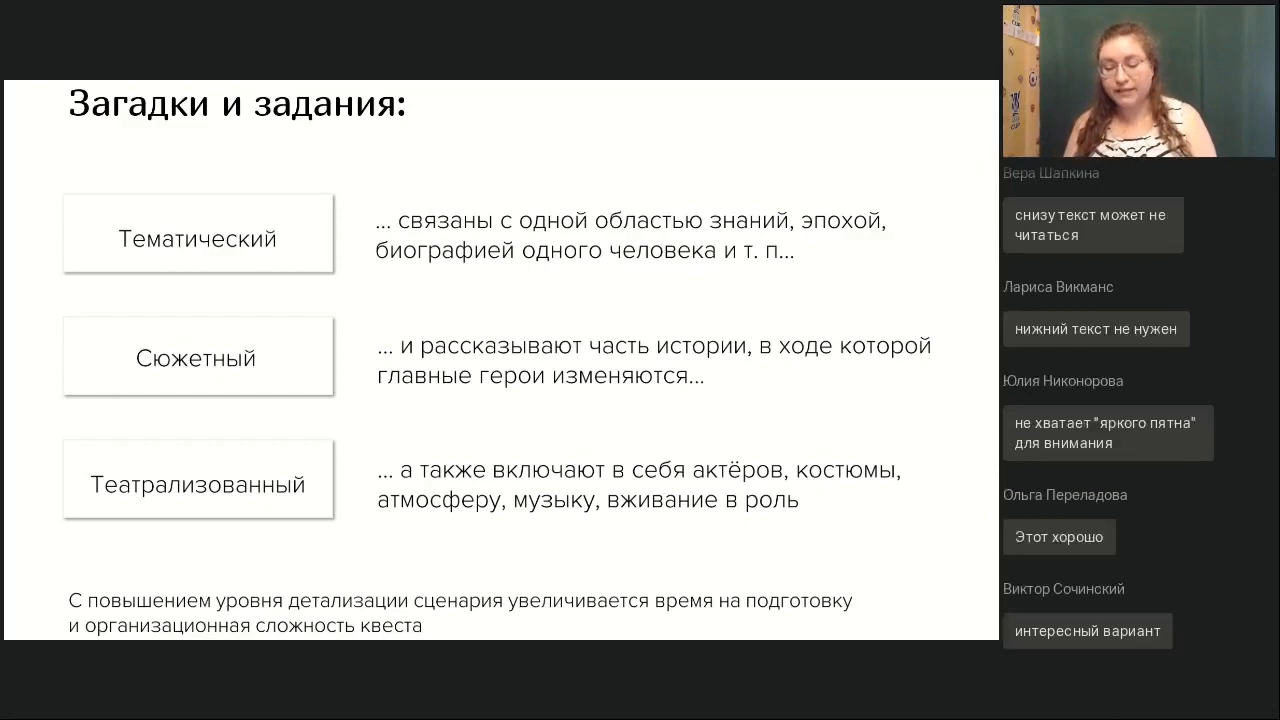 Загадки и задания:
Тематический
... связаны с одной областью знаний, эпохой,
биографией одного человека и т. п...
Сюжетный
... и рассказывают часть истории, в ходе которой
главные герои изменяются...
Театрализованный
... а также включают в себя актёров, костюмы,
атмосферу, музыку, вживание в роль
С повышением уровня детализации сценария увеличивается время на подготовку
и организационная сложность квеста
CUP
Вера Шапкина
снизу текст может не
читаться
Лариса Викманс
нижний текст не нужен
Юлия Никонорова
не хватает "яркого пятна"
для внимания
Ольга Переладова
Этот хорошо
Виктор Сочинский
интересный вариант